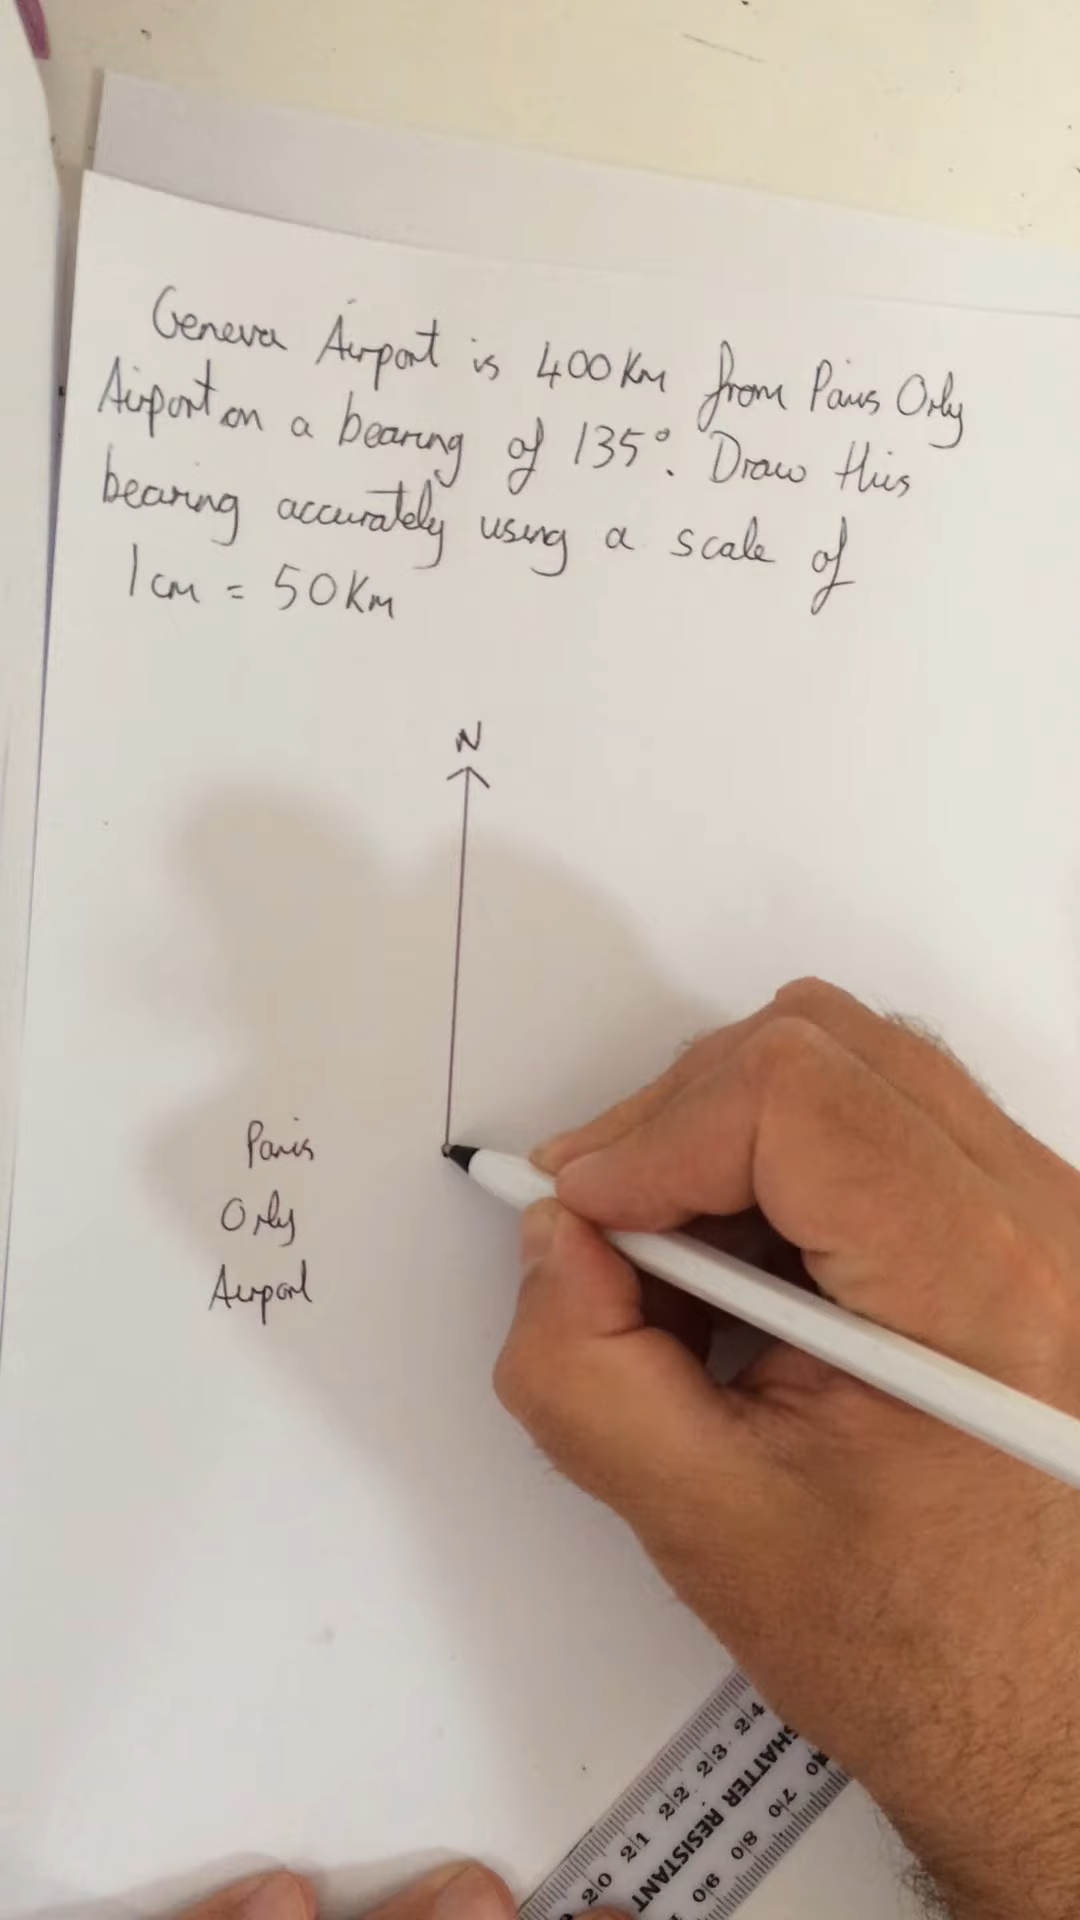 Geneva Airport is 400Km from Paris Orly
Airport on a bearing of 135°. Draw this
bearing accurately using a scale of
1cm = 50Km
N
Paris
Orly
Airport
20 21 22 23 24
SHATTER RESISTANT